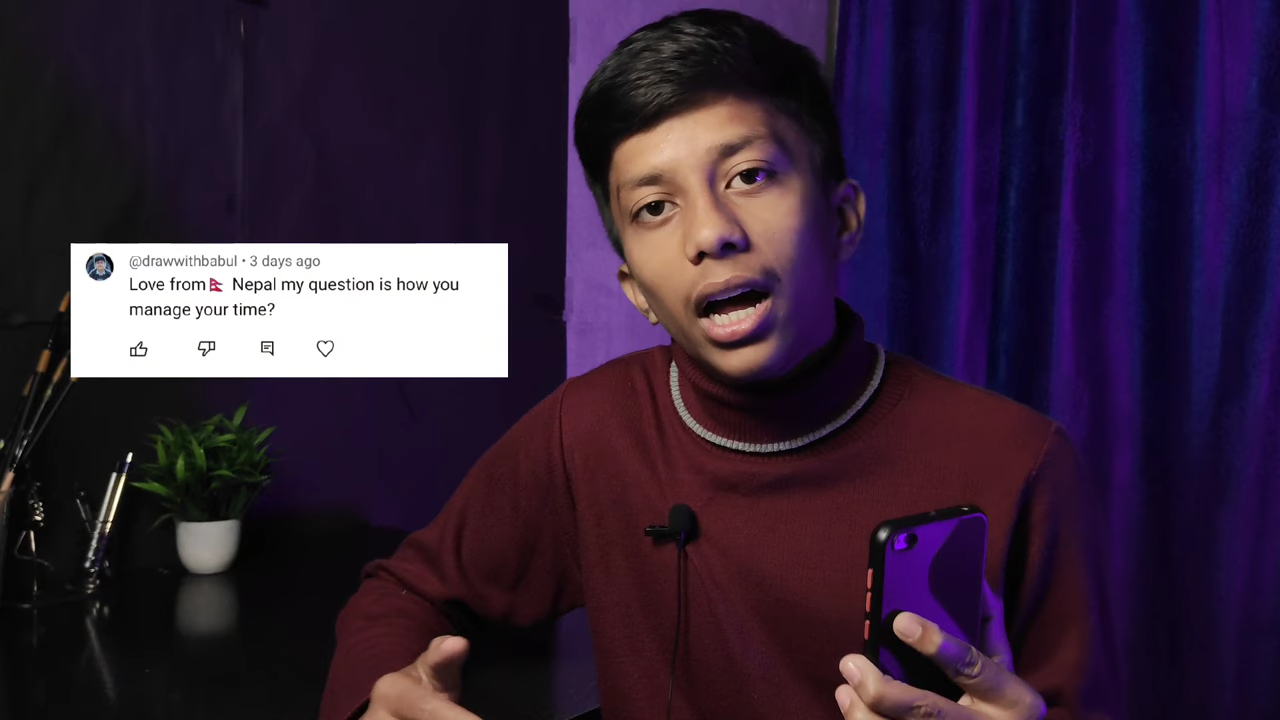 @drawwithbabul • 3 days ago
Love from🇳🇵 Nepal my question is how you
manage your time?